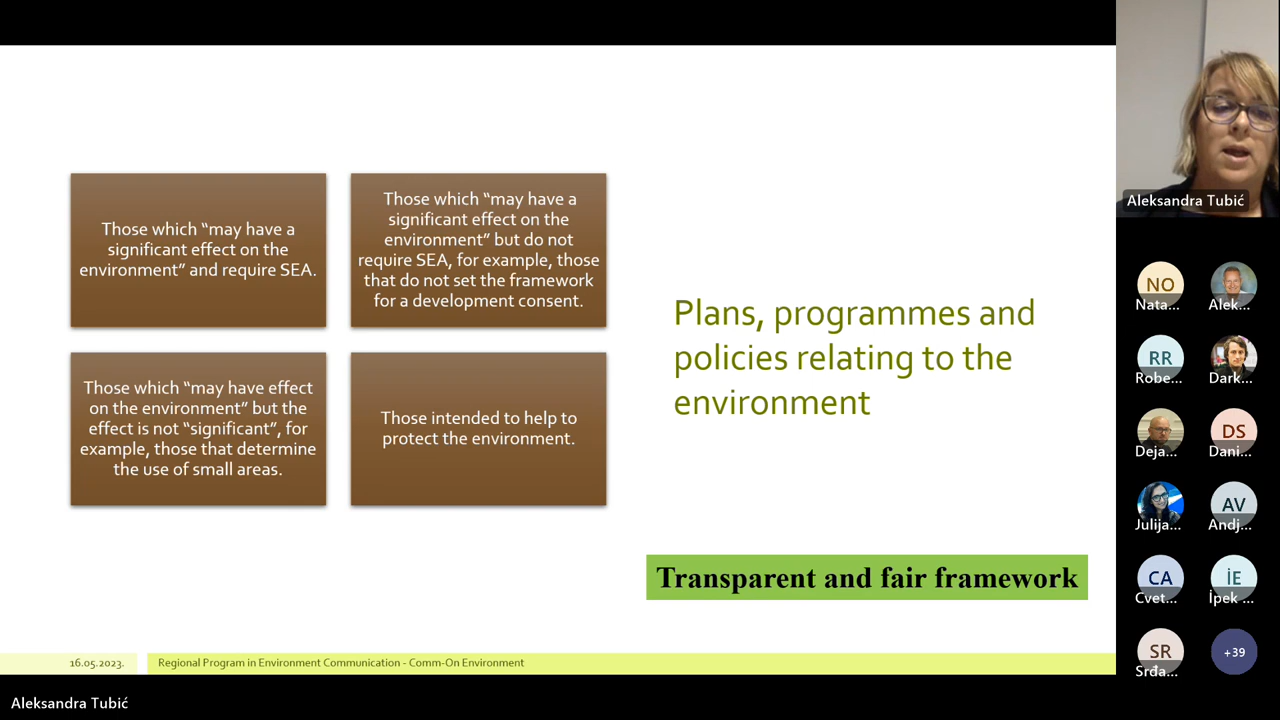 Those which “may have a
significant effect on the
environment” and require SEA.
Those which “may have a
significant effect on the
environment” but do not
require SEA, for example, those
that do not set the framework
for a development consent.
Those which “may have effect
on the environment” but the
effect is not “significant”, for
example, those that determine
the use of small areas.
Those intended to help to
protect the environment.
Plans, programmes and
policies relating to the
environment
Transparent and fair framework
16.05.2023.
Regional Program in Environment Communication - Comm-On Environment
Aleksandra Tubić
Aleksandra Tubić
NO
Nata...
Alek...
RR
Robe...
Dark...
Deja...
DS
Dani...
Julija...
AV
Andj...
CA
Cvet...
İE
İpek ...
SR
Srđa...
+39